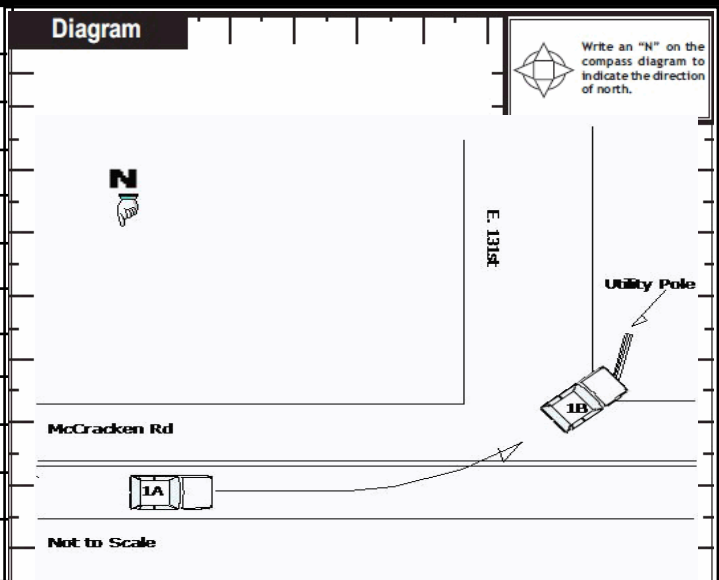 Diagram
Write an “N” on the
compass diagram to
indicate the direction
of north.
N
E. 131st
Utility Pole
1B
McCracken Rd
1A
Not to Scale